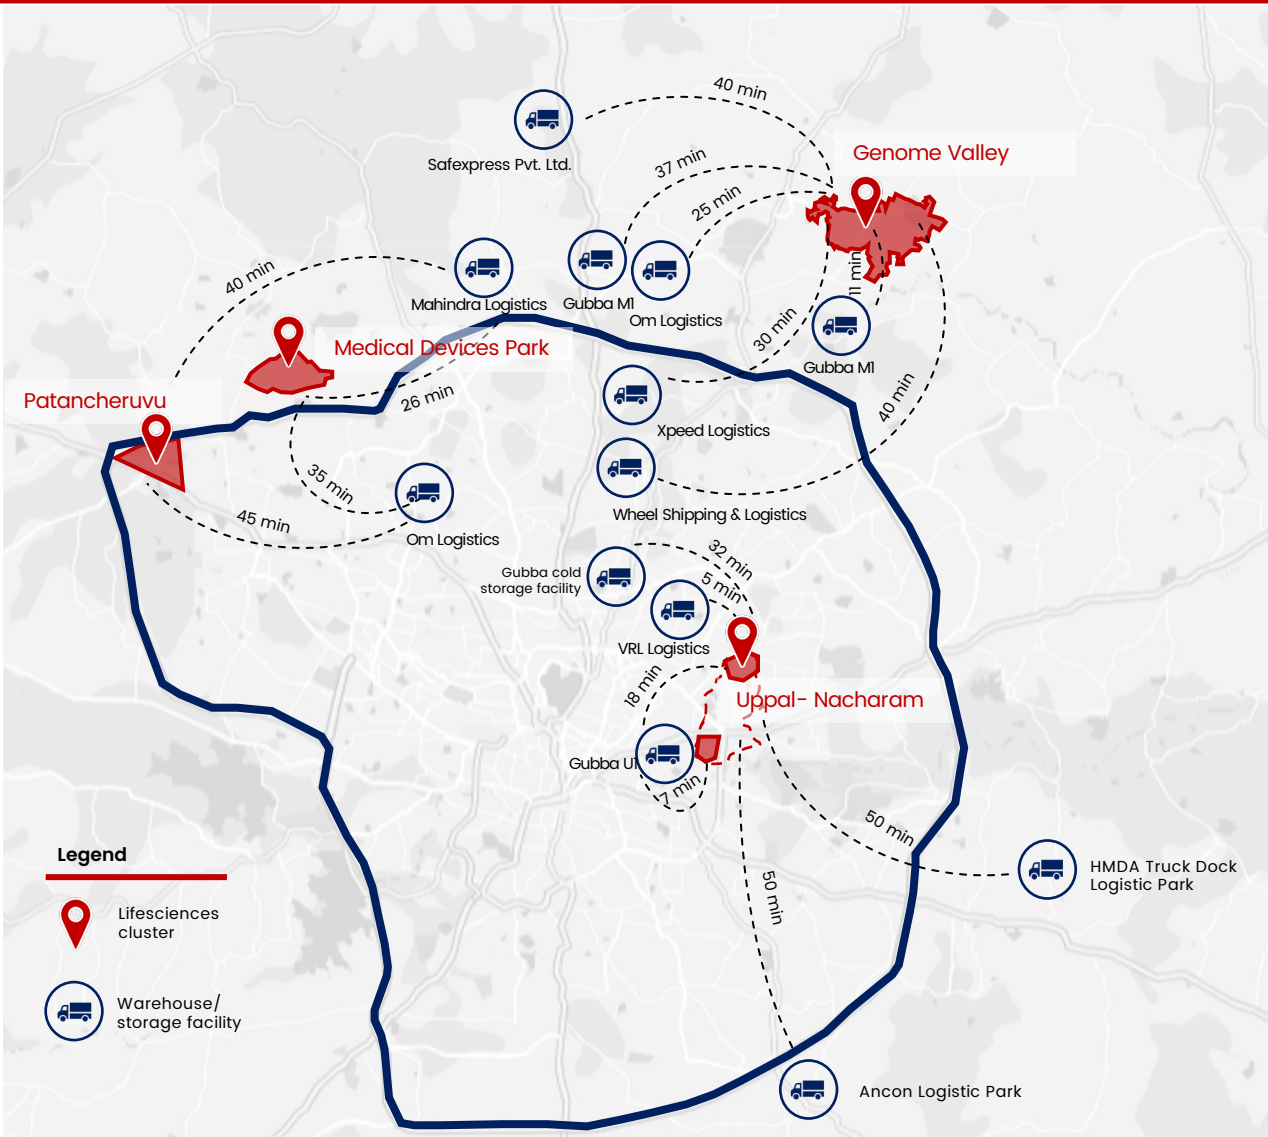 40 min
Safexpress Pvt. Ltd.
Genome Valley
37 min
25 min
40 min
Mahindra Logistics
Gubba M1
Om Logistics
11 min
30 min
Gubba M1
Medical Devices Park
26 min
Patancheruvu
40 min
Xpeed Logistics
35 min
45 min
Om Logistics
Wheel Shipping & Logistics
32 min
Gubba cold
storage facility
5 min
VRL Logistics
18 min
Uppal- Nacharam
Gubba U1
7 min
50 min
50 min
HMDA Truck Dock
Logistic Park
Ancon Logistic Park
Legend
Lifesciences
cluster
Warehouse/
storage facility